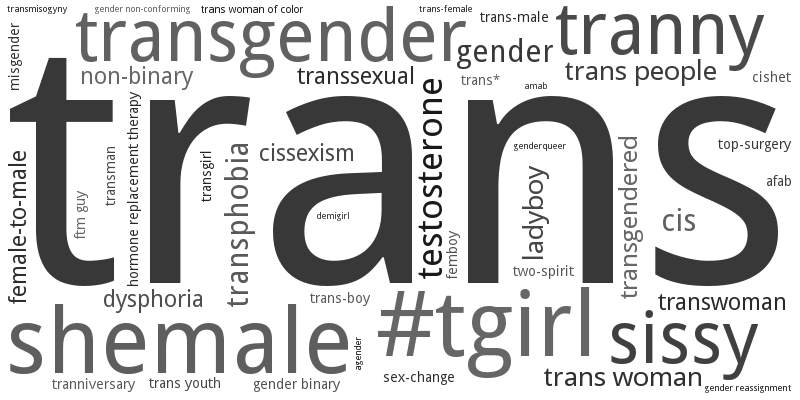 transmisogyny
gender non-conforming
trans woman of color
trans-female
trans-male
misgender
transgender
gender
tranny
non-binary
transsexual
trans*
amab
trans people
cishet
trans
female-to-male
ftm guy
transman
hormone replacement therapy
transgirl
transphobia
cissexism
demigirl
testosterone
femboy
genderqueer
ladyboy
two-spirit
transgendered
cis
top-surgery
afab
dysphoria
trans-boy
transwoman
shemale
#tgirl
sissy
agender
tranniversary
trans youth
gender binary
sex-change
trans woman
gender reassignment